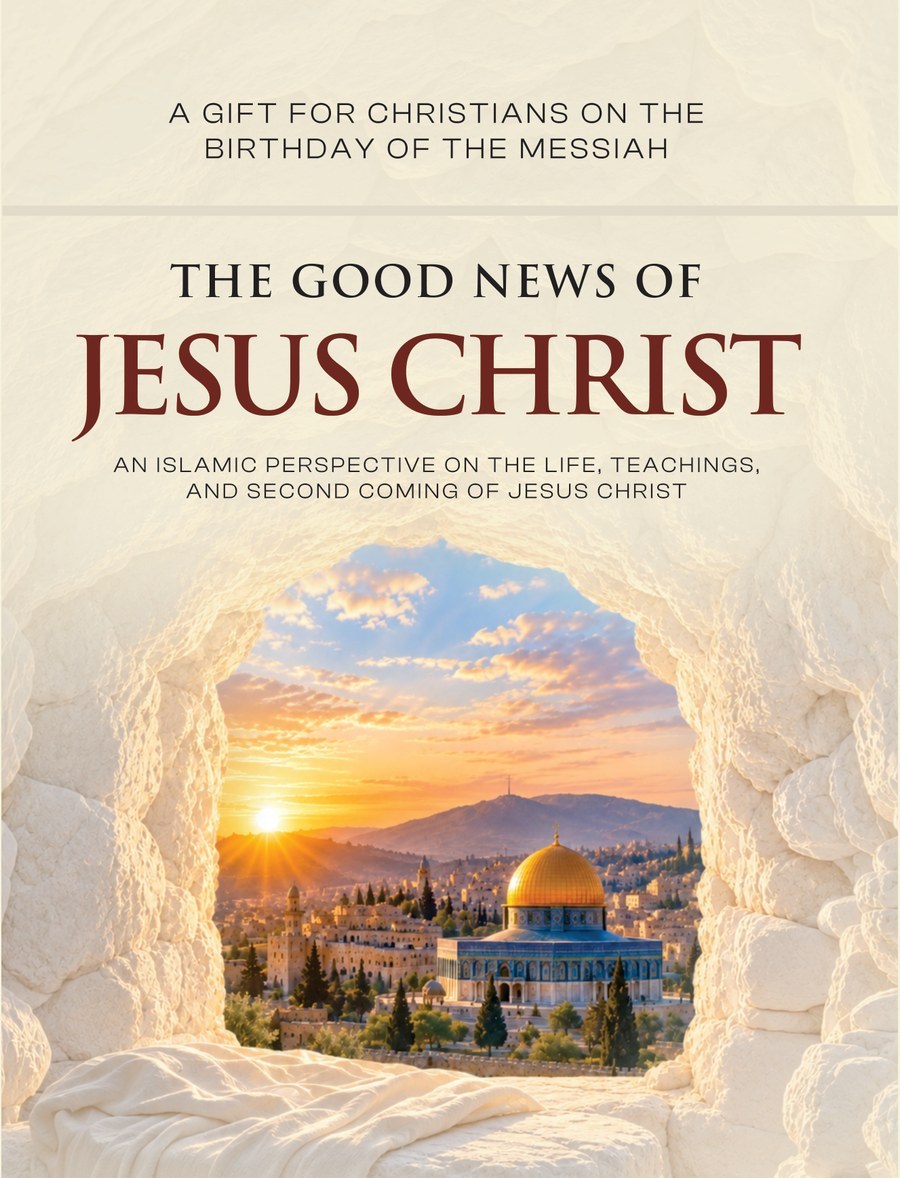 A GIFT FOR CHRISTIANS ON THE
BIRTHDAY OF THE MESSIAH
THE GOOD NEWS OF
JESUS CHRIST
AN ISLAMIC PERSPECTIVE ON THE LIFE, TEACHINGS,
AND SECOND COMING OF JESUS CHRIST